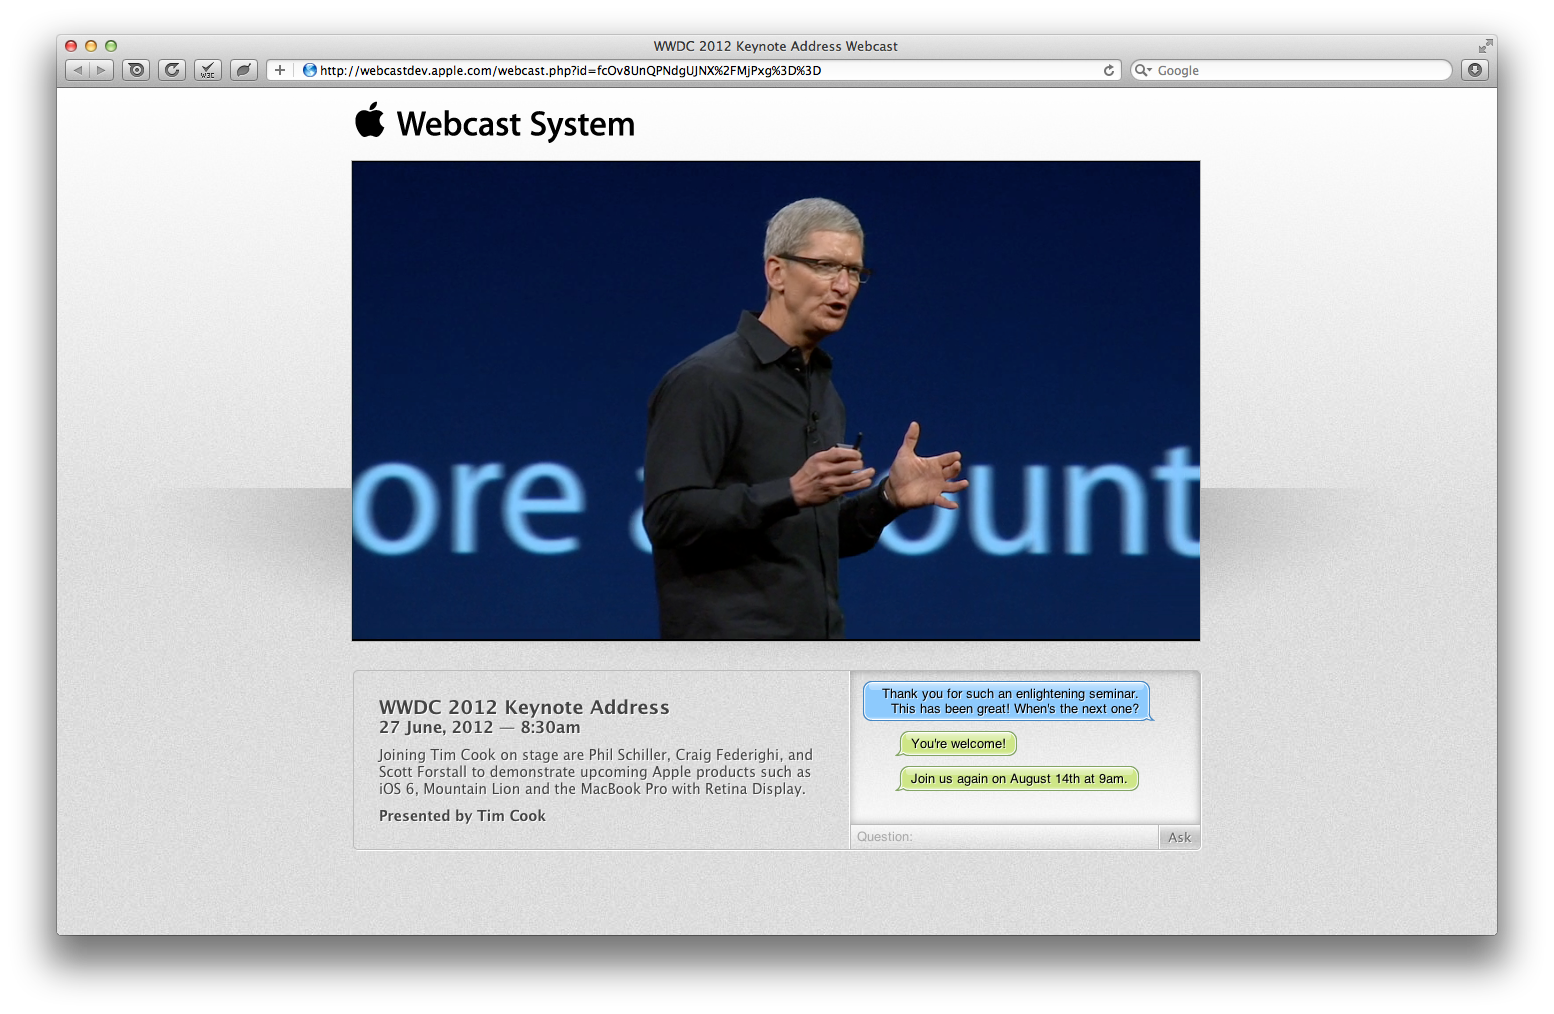 WWDC 2012 Keynote Address Webcast
W3C
http://webcastdev.apple.com/webcast.php?id=fcOv8UnQPNdgUJNX%2FMjPxg%3D%3D
Google
Webcast System
ore a ount
WWDC 2012 Keynote Address
27 June, 2012 — 8:30am
Joining Tim Cook on stage are Phil Schiller, Craig Federighi, and
Scott Forstall to demonstrate upcoming Apple products such as
iOS 6, Mountain Lion and the MacBook Pro with Retina Display.
Presented by Tim Cook
Thank you for such an enlightening seminar.
This has been great! When's the next one?
You're welcome!
Join us again on August 14th at 9am.
Question:
Ask